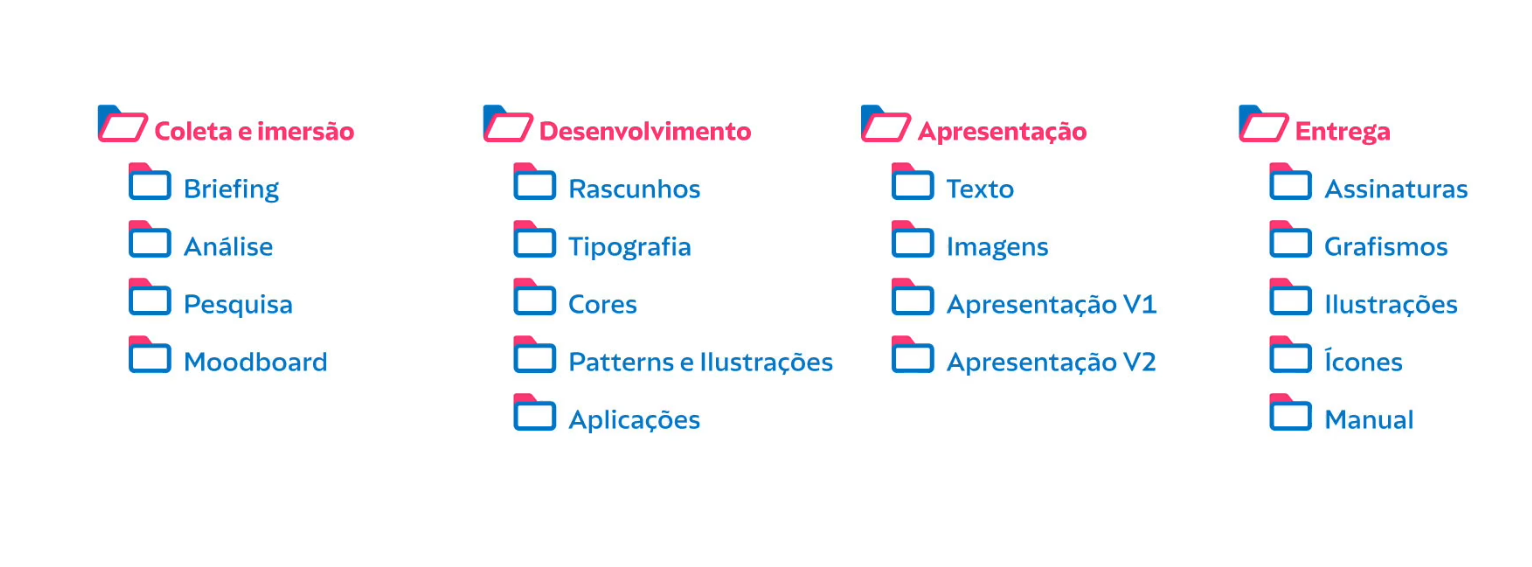 Coleta e imersão
Briefing
Análise
Pesquisa
Moodboard
Desenvolvimento
Rascunhos
Tipografia
Cores
Patterns e Ilustrações
Aplicações
Apresentação
Texto
Imagens
Apresentação V1
Apresentação V2
Entrega
Assinaturas
Grafismos
Ilustrações
Ícones
Manual